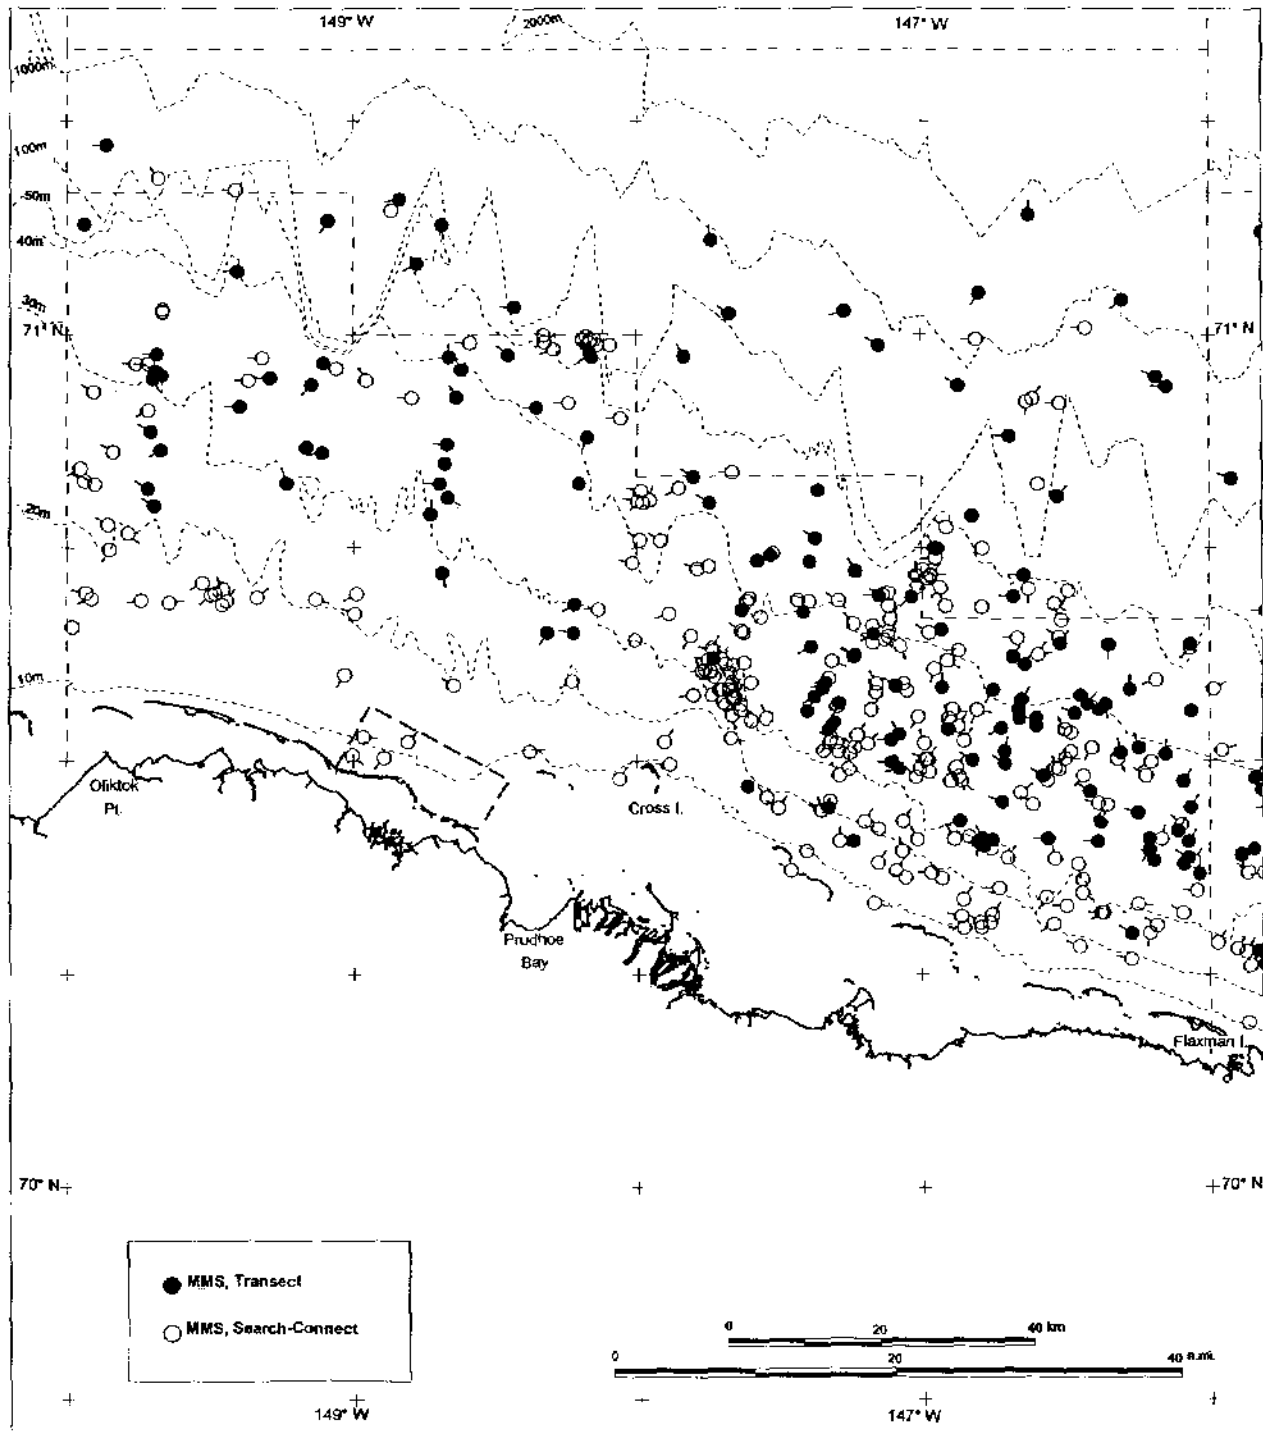 149° W
2000m
147° W
1000m
100m
50m
40m
30m
71° N
71° N
20m
10m
Oliktok
Pt.
Cross I.
Prudhoe
Bay
Flaxman I.
70° N
70° N
MMS, Transect
MMS, Search-Connect
0 20 40 km
0 20 40 n.mi.
149° W
147° W